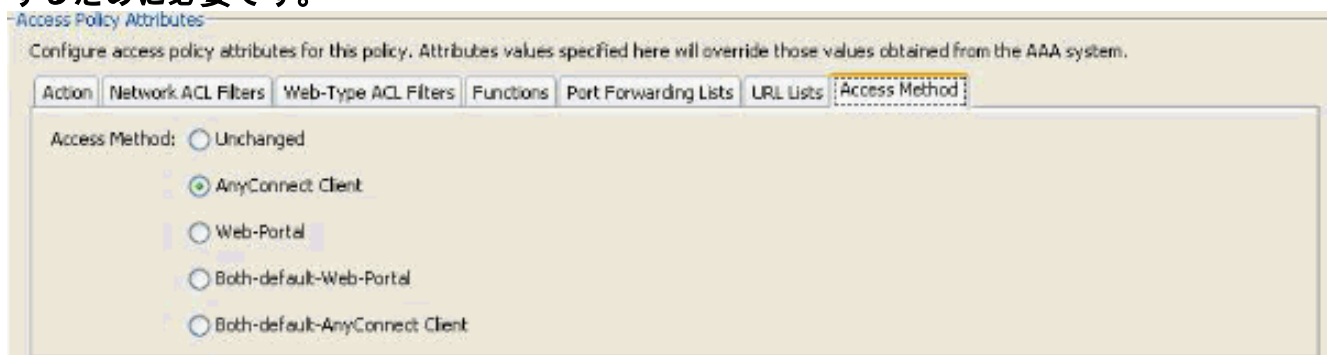 するために必要です。
Access Policy Attributes
Configure access policy attributes for this policy. Attributes values specified here will override those values obtained from the AAA system.
Action Network ACL Filters Web-Type ACL Filters Functions Port Forwarding Lists URL Lists Access Method
Access Method: Unchanged
AnyConnect Client
Web-Portal
Both-default-Web-Portal
Both-default-AnyConnect Client